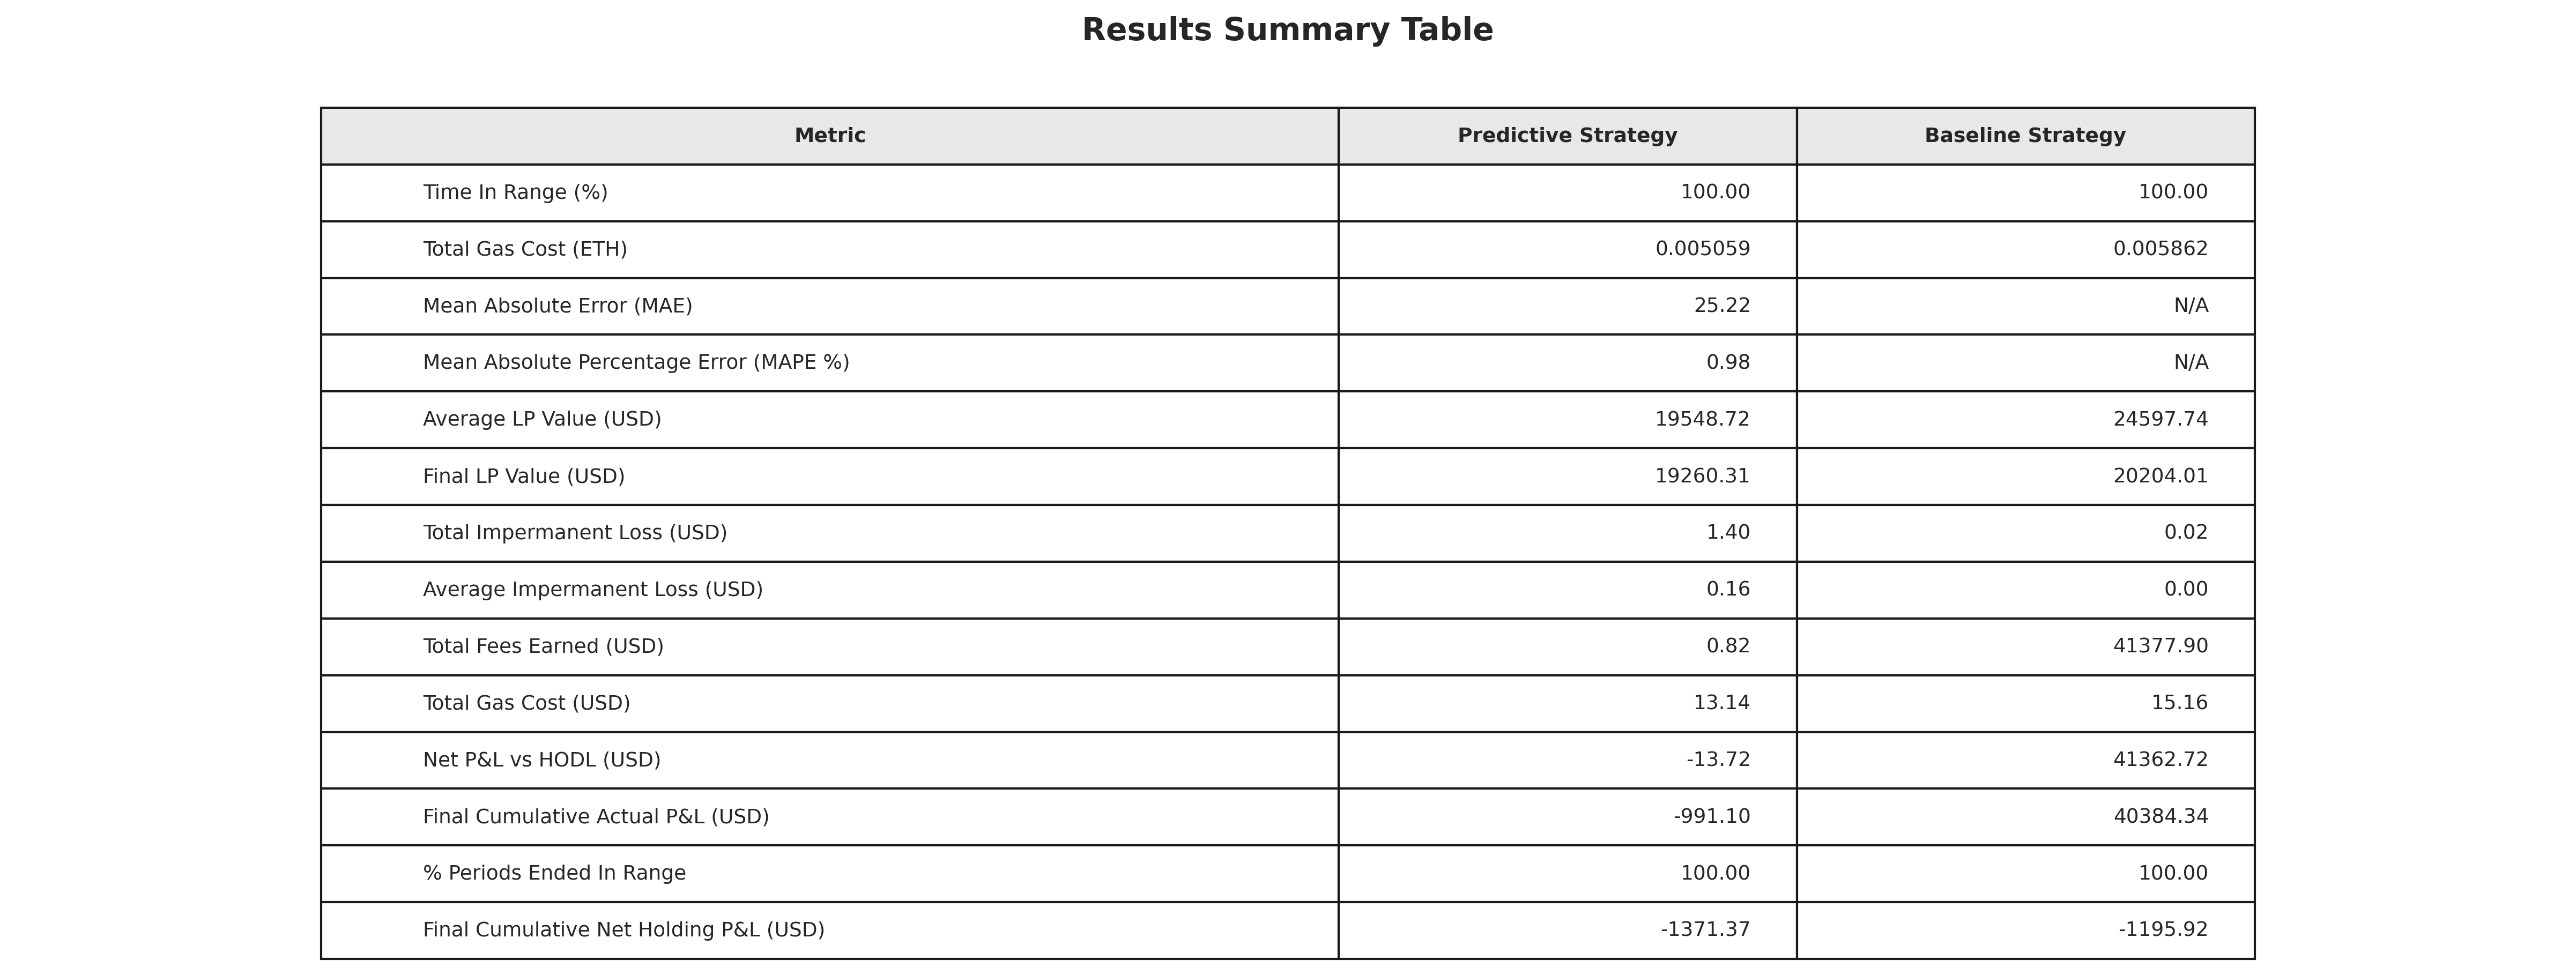 Results Summary Table
Metric Predictive Strategy Baseline Strategy
Time In Range (%) 100.00 100.00
Total Gas Cost (ETH) 0.005059 0.005862
Mean Absolute Error (MAE) 25.22 N/A
Mean Absolute Percentage Error (MAPE %) 0.98 N/A
Average LP Value (USD) 19548.72 24597.74
Final LP Value (USD) 19260.31 20204.01
Total Impermanent Loss (USD) 1.40 0.02
Average Impermanent Loss (USD) 0.16 0.00
Total Fees Earned (USD) 0.82 41377.90
Total Gas Cost (USD) 13.14 15.16
Net P&L vs HODL (USD) -13.72 41362.72
Final Cumulative Actual P&L (USD) -991.10 40384.34
% Periods Ended In Range 100.00 100.00
Final Cumulative Net Holding P&L (USD) -1371.37 -1195.92